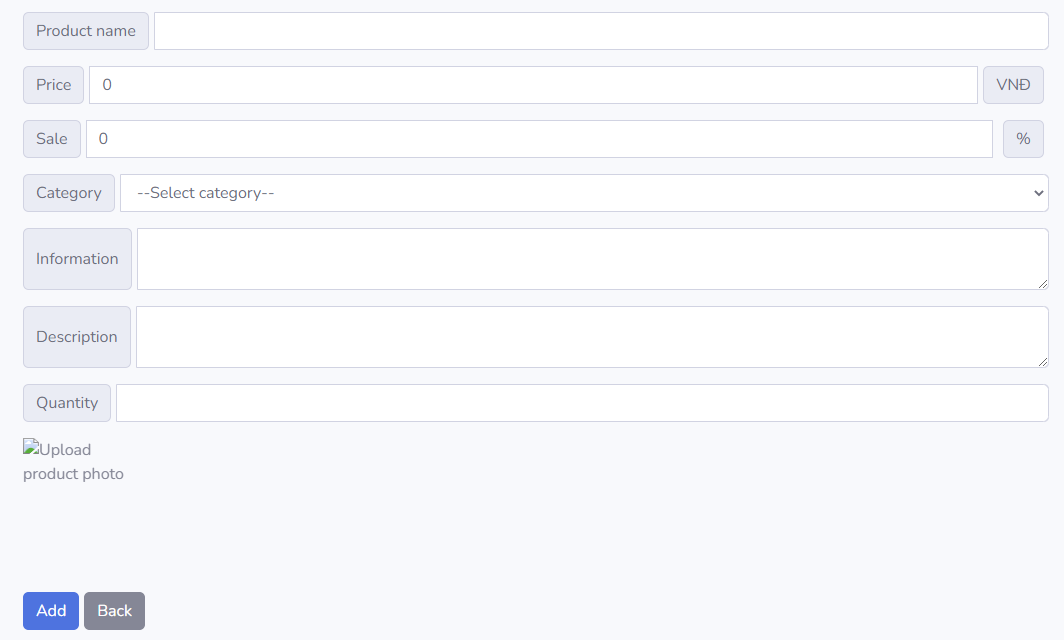 Product name
Price 0 VNĐ
Sale 0 %
Category --Select category--
Information
Description
Quantity
Upload
product photo
Add Back